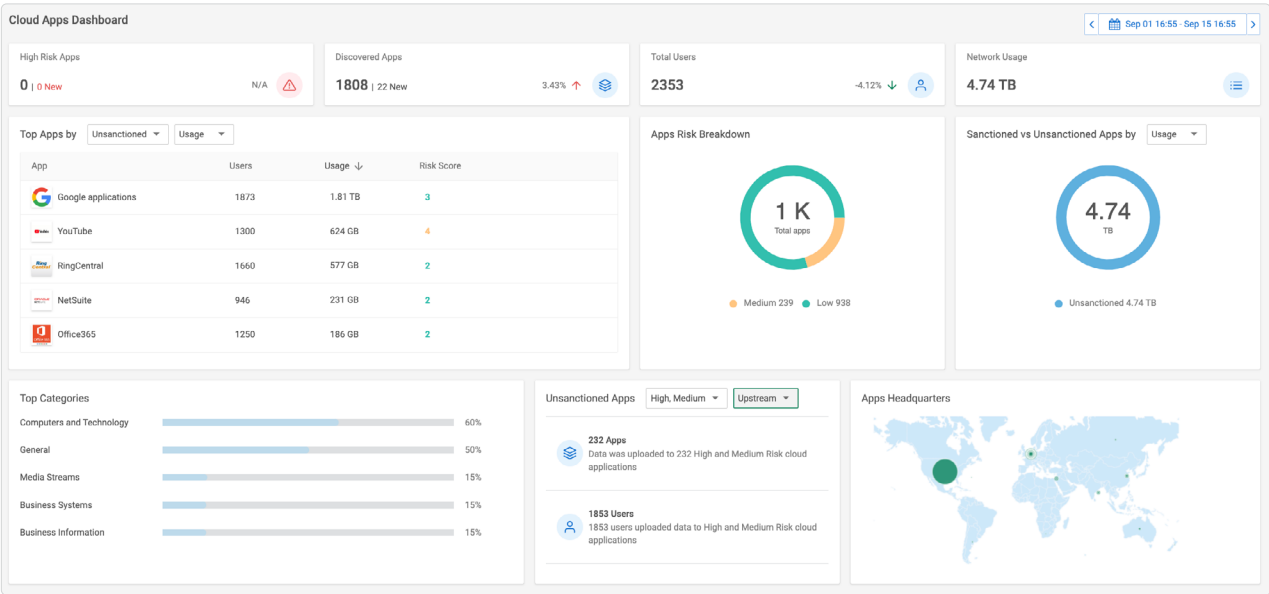 Cloud Apps Dashboard
Sep 01 16:55 - Sep 15 16:55
High Risk Apps
0 | 0 New
N/A
Discovered Apps
1808 | 22 New
3.43%
Total Users
2353
-4.12%
Network Usage
4.74 TB
Top Apps by Unsanctioned Usage
App Users Usage Risk Score
Google applications 1873 1.81 TB 3
YouTube 1300 624 GB 4
RingCentral 1660 577 GB 2
NetSuite 946 231 GB 2
Office365 1250 186 GB 2
Apps Risk Breakdown
1 K
Total apps
Medium 239 Low 938
Sanctioned vs Unsanctioned Apps by Usage
4.74
TB
Unsanctioned 4.74 TB
Top Categories
Computers and Technology 60%
General 50%
Media Streams 15%
Business Systems 15%
Business Information 15%
Unsanctioned Apps High, Medium Upstream
232 Apps
Data was uploaded to 232 High and Medium Risk cloud
applications
1853 Users
1853 users uploaded data to High and Medium Risk cloud
applications
Apps Headquarters